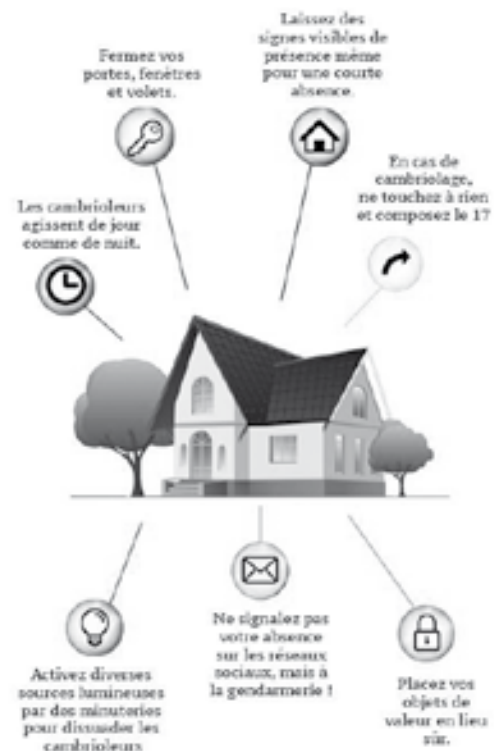 Laissez des
signes visibles de
présence même
pour une courte
absence.
Fermez vos
portes, fenêtres
et volets.
En cas de
cambriolage,
ne touchez à rien
et composez le 17
Les cambrioleurs
agissent de jour
comme de nuit.
Ne signalez pas
votre absence
sur les réseaux
sociaux, mais à
la gendarmerie !
Activez diverses
sources lumineuses
par des minuteries
pour dissuader les
cambrioleurs
Placez vos
objets de
valeur en lieu
sûr.